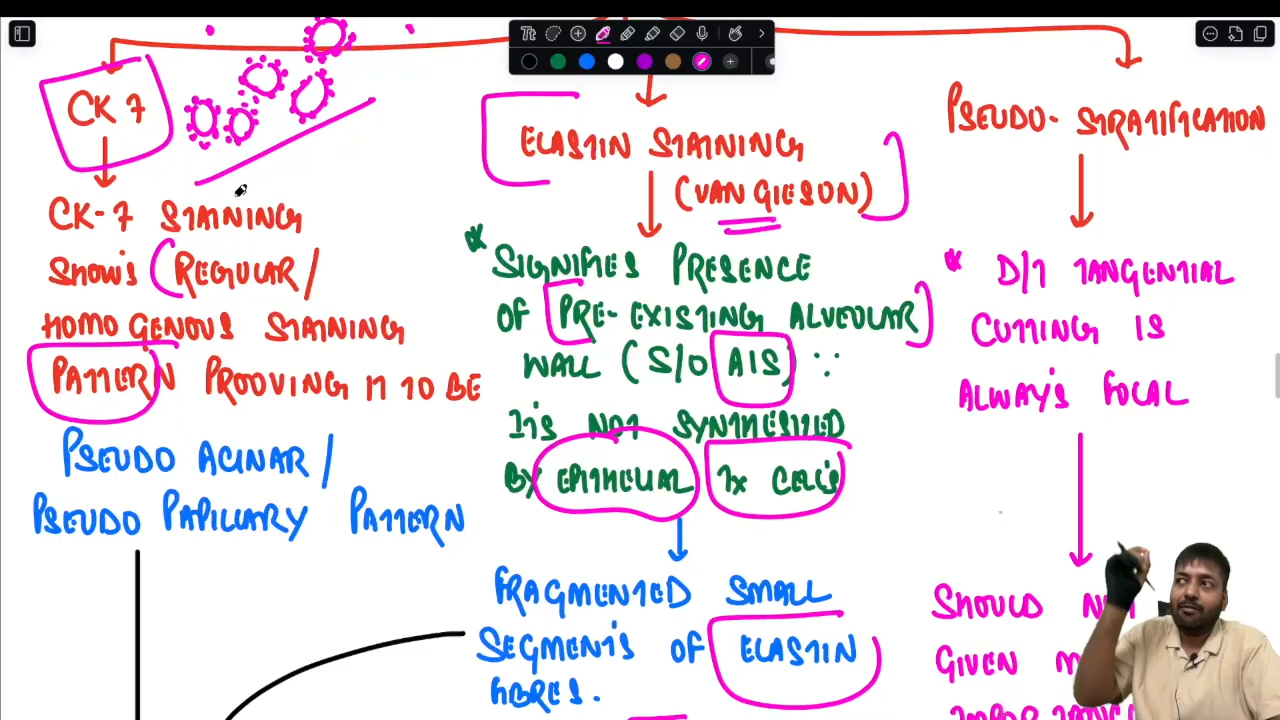 CK 7
CK-7 STAINING
SHOWS (REGULAR/
HOMOGENOUS STAINING
PATTERN PROOVING IT TO BE
PSEUDO ACINAR/
PSEUDO PAPILLARY PATTERN
ELASTIN STAINING
(VAN GIESON)
* SIGNIFIES PRESENCE
OF PRE-EXISTING ALVEOLAR
WALL (S/O AIS) ∵
IT'S NOT SYNTHESIZED
BY EPITHELIAL Tx CELL'S
FRAGMENTED SMALL
SEGMENTS OF ELASTIN
FIBRES.
PSEUDO-STRATIFICATION
* D/T TANGENTIAL
CUTTING IS
ALWAYS FOCAL
SHOULD
GIVEN